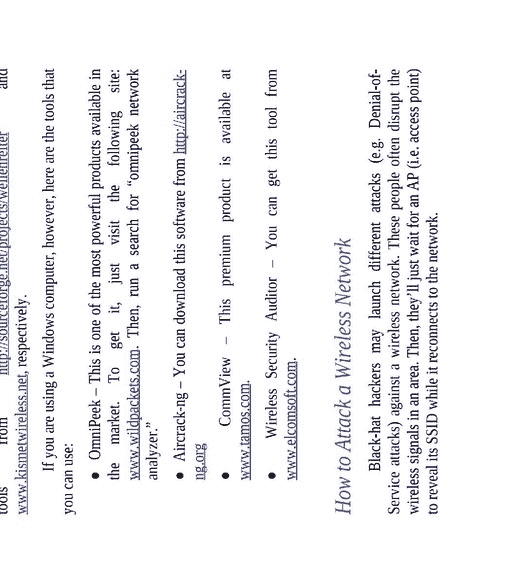 tools from http://sourceforge.net/projects/wellenreiter and
www.kismetwireless.net, respectively.
If you are using a Windows computer, however, here are the tools that
you can use:
● OmniPeek – This is one of the most powerful products available in
the market. To get it, just visit the following site:
www.wildpackets.com. Then, run a search for “omnipeek network
analyzer.”
● Aircrack-ng – You can download this software from http://aircrack-
ng.org
● CommView – This premium product is available at
www.tamos.com.
● Wireless Security Auditor – You can get this tool from
www.elcomsoft.com.
How to Attack a Wireless Network
Black-hat hackers may launch different attacks (e.g. Denial-of-
Service attacks) against a wireless network. These people often disrupt the
wireless signals in an area. Then, they’ll just wait for an AP (i.e. access point)
to reveal its SSID while it reconnects to the network.